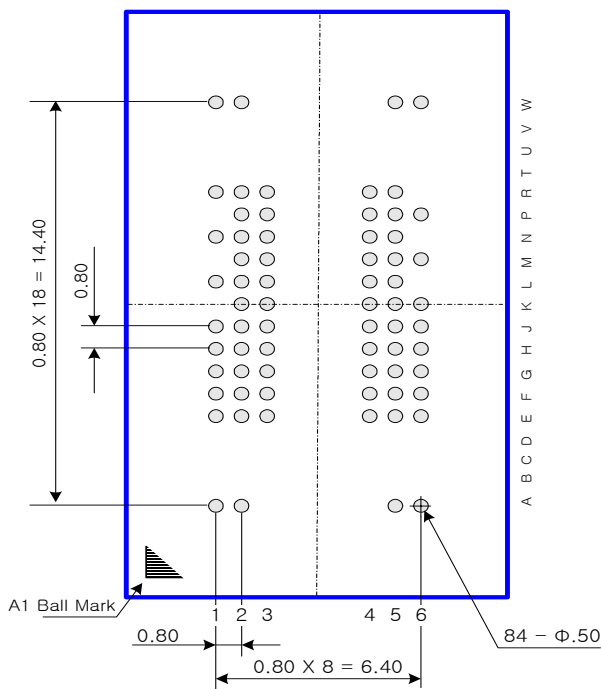 A B C D E F G H J K L M N P R T U V W
0.80 X 18 = 14.40
0.80
A1 Ball Mark
1 2 3 4 5 6
0.80
84 - Φ.50
0.80 X 8 = 6.40